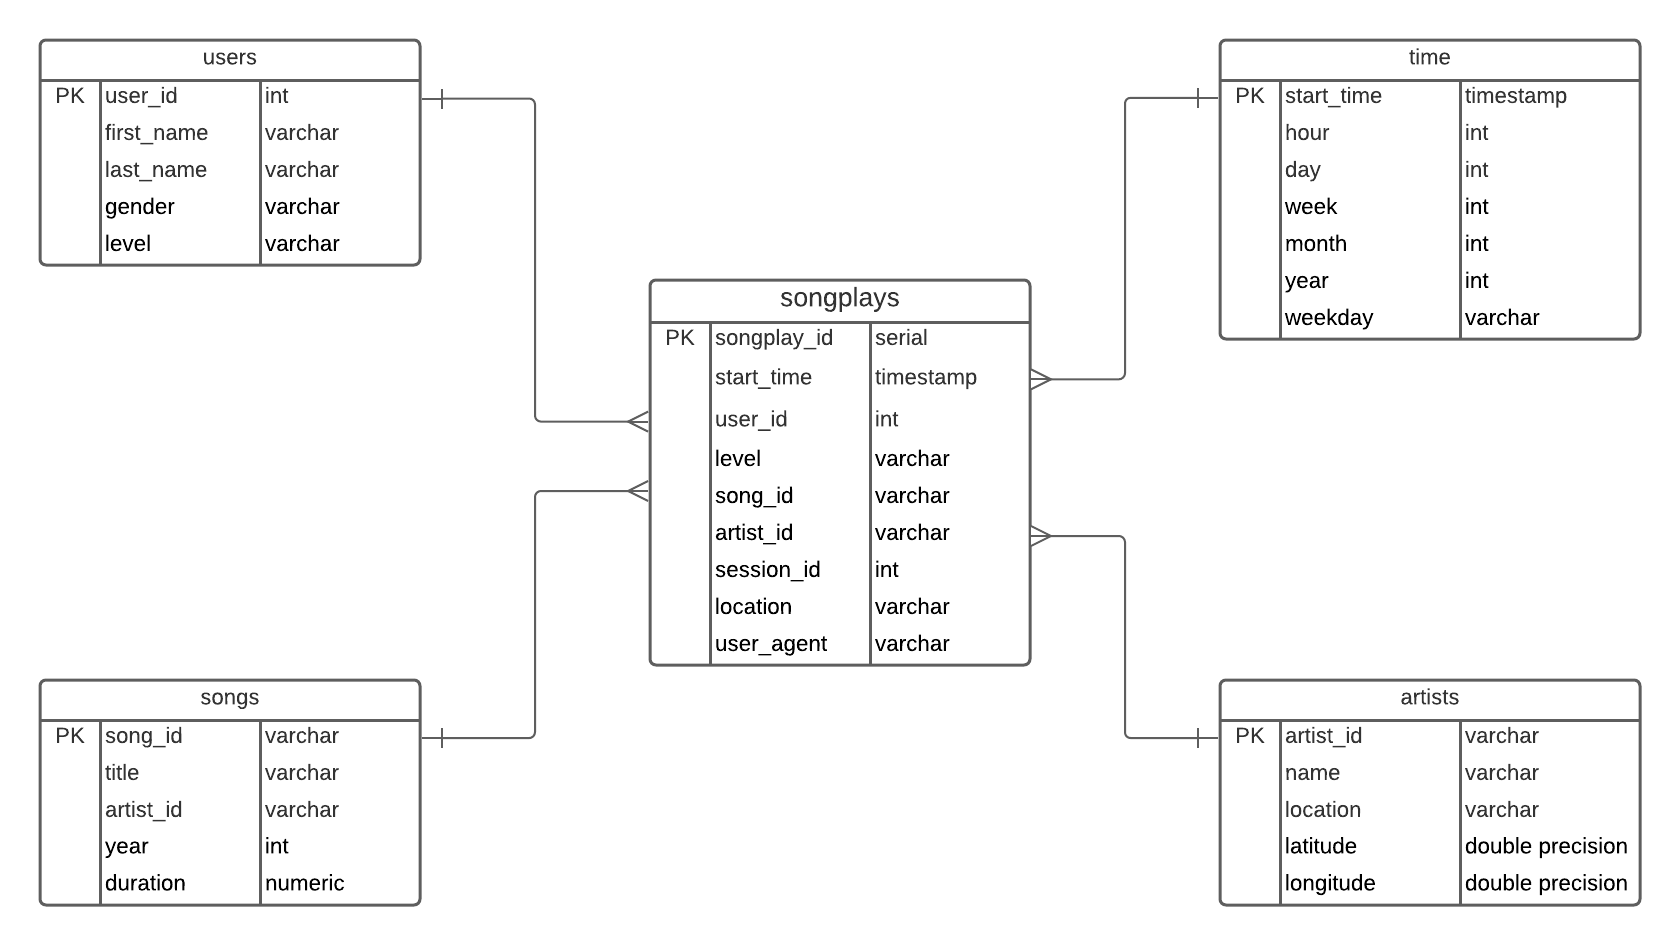 users
PK user_id int
first_name varchar
last_name varchar
gender varchar
level varchar
time
PK start_time timestamp
hour int
day int
week int
month int
year int
weekday varchar
songplays
PK songplay_id serial
start_time timestamp
user_id int
level varchar
song_id varchar
artist_id varchar
session_id int
location varchar
user_agent varchar
songs
PK song_id varchar
title varchar
artist_id varchar
year int
duration numeric
artists
PK artist_id varchar
name varchar
location varchar
latitude double precision
longitude double precision